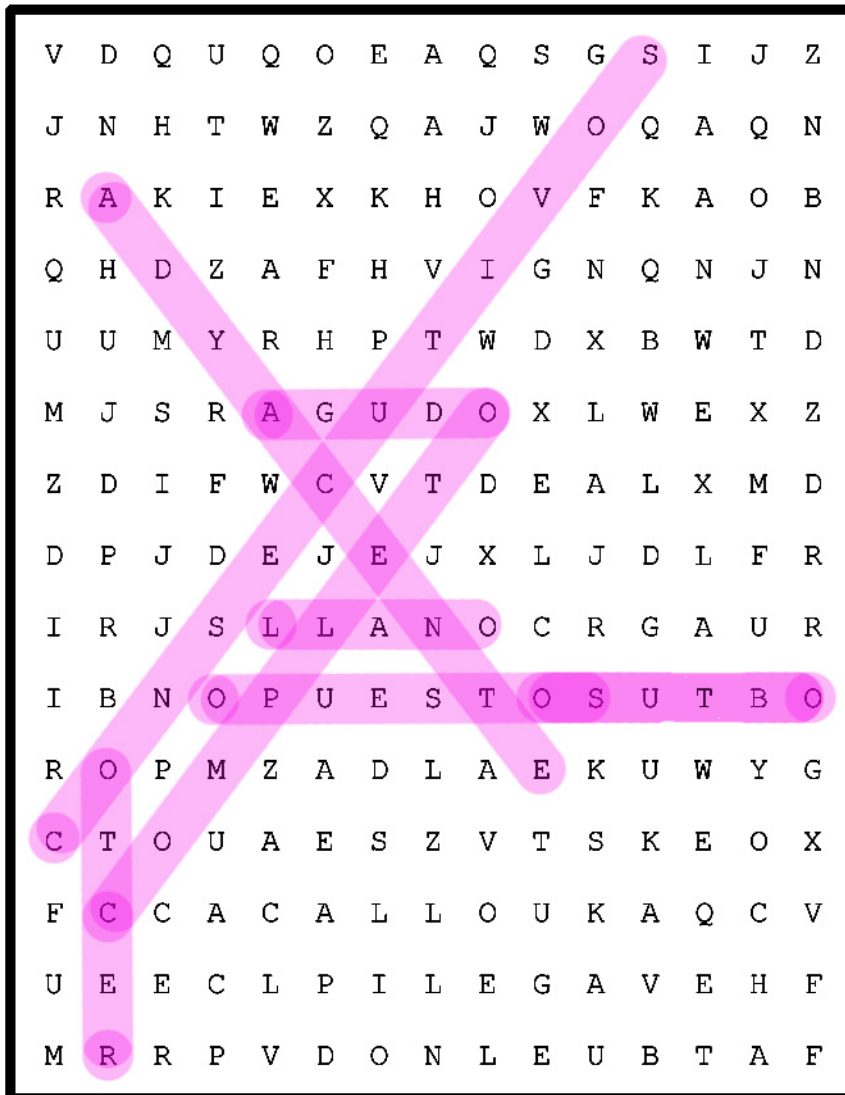 V D Q U Q O E A Q S G S I J Z
J N H T W Z Q A J W O Q A Q N
R A K I E X K H O V F K A O B
Q H D Z A F H V I G N Q N J N
U U M Y R H P T W D X B W T D
M J S R A G U D O X L W E X Z
Z D I F W C V T D E A L X M D
D P J D E J E J X L J D L F R
I R J S L L A N O C R G A U R
I B N O P U E S T O S U T B O
R O P M Z A D L A E K U W Y G
C T O U A E S Z V T S K E O X
F C C A C A L L O U K A Q C V
U E E C L P I L E G A V E H F
M R R P V D O N L E U B T A F